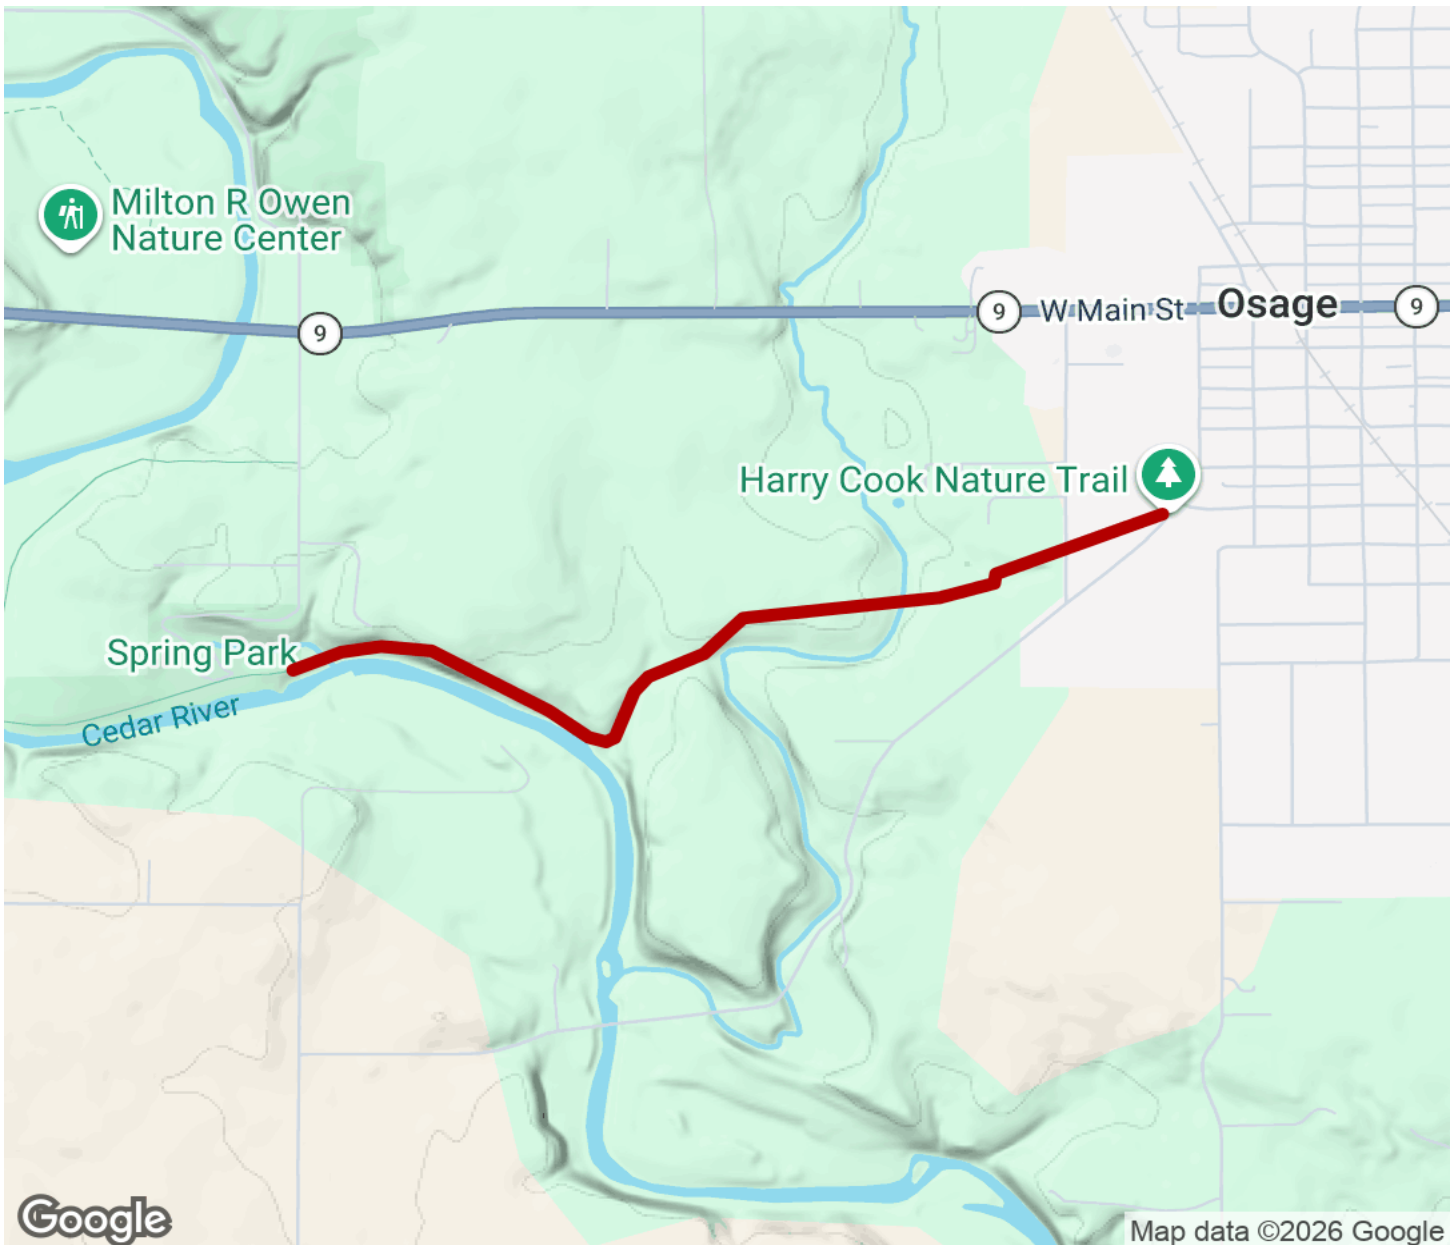 Milton R Owen
Nature Center
9
9
W Main St
Osage
9
Harry Cook Nature Trail
Spring Park
Cedar River
Google
Map data ©2026 Google